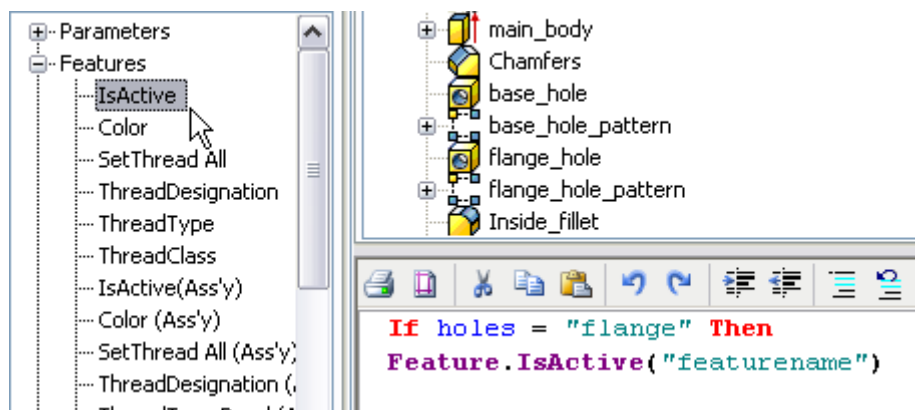 Parameters
Features
IsActive
Color
SetThread All
ThreadDesignation
ThreadType
ThreadClass
IsActive(Ass'y)
Color (Ass'y)
SetThread All (Ass'y)
ThreadDesignation (
main_body
Chamfers
base_hole
base_hole_pattern
flange_hole
flange_hole_pattern
Inside_fillet
If holes = "flange" Then
Feature.IsActive("featurename")